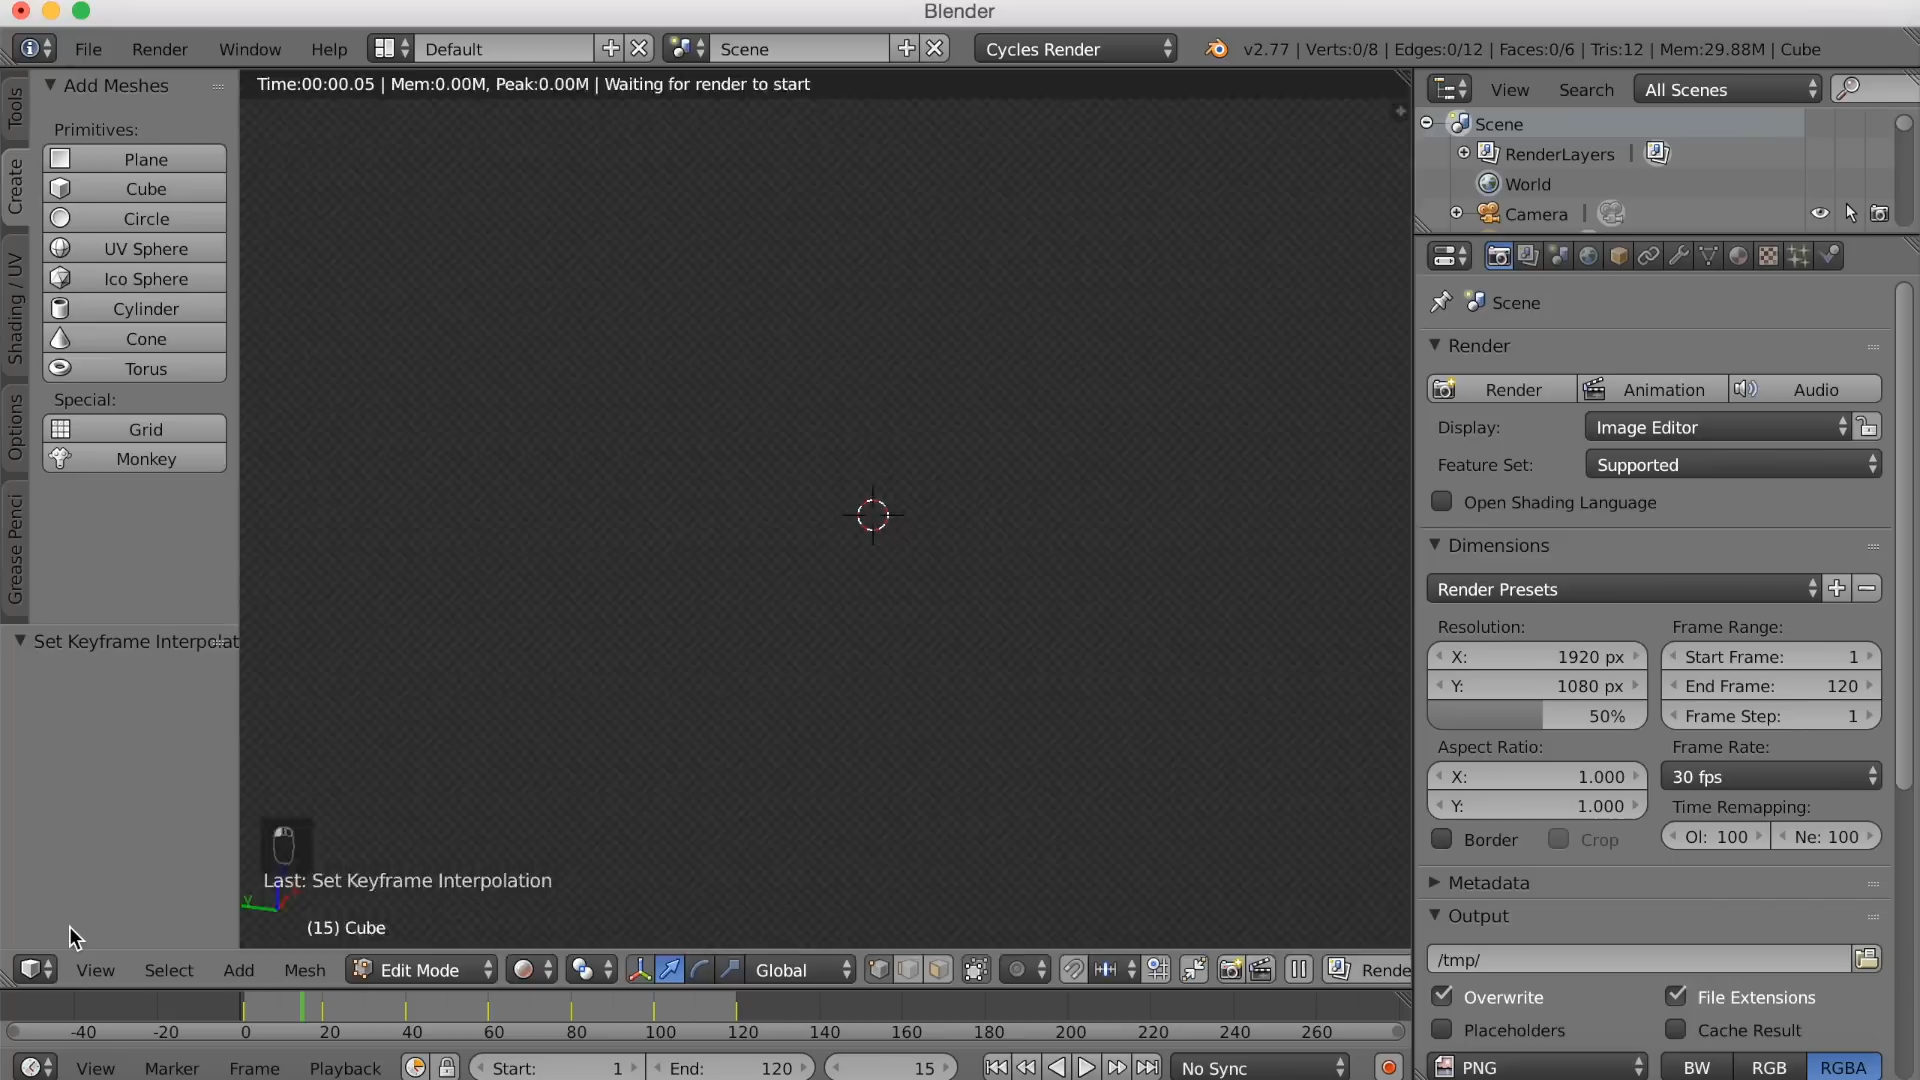 Blender
File Render Window Help Default Scene Cycles Render v2.77 | Verts:0/8 | Edges:0/12 | Faces:0/6 | Tris:12 | Mem:29.88M | Cube
Tools
Create
Shading / UV
Options
Grease Penci
Add Meshes
Primitives:
Plane
Cube
Circle
UV Sphere
Ico Sphere
Cylinder
Cone
Torus
Special:
Grid
Monkey
Set Keyframe Interpolat
Time:00:00.05 | Mem:0.00M, Peak:0.00M | Waiting for render to start
Last: Set Keyframe Interpolation
y
(15) Cube
View Select Add Mesh Edit Mode Global Rende
-40 -20 0 20 40 60 80 100 120 140 160 180 200 220 240 260
View Marker Frame Playback Start: 1 End: 120 15 No Sync
View Search All Scenes
Scene
RenderLayers |
World
Camera |
Scene
Render
Render Animation Audio
Display: Image Editor
Feature Set: Supported
Open Shading Language
Dimensions
Render Presets
Resolution: Frame Range:
X: 1920 px Start Frame: 1
Y: 1080 px End Frame: 120
50% Frame Step: 1
Aspect Ratio: Frame Rate:
X: 1.000 30 fps
Y: 1.000 Time Remapping:
Border Crop Ol: 100 Ne: 100
Metadata
Output
/tmp/
Overwrite File Extensions
Placeholders Cache Result
PNG BW RGB RGBA